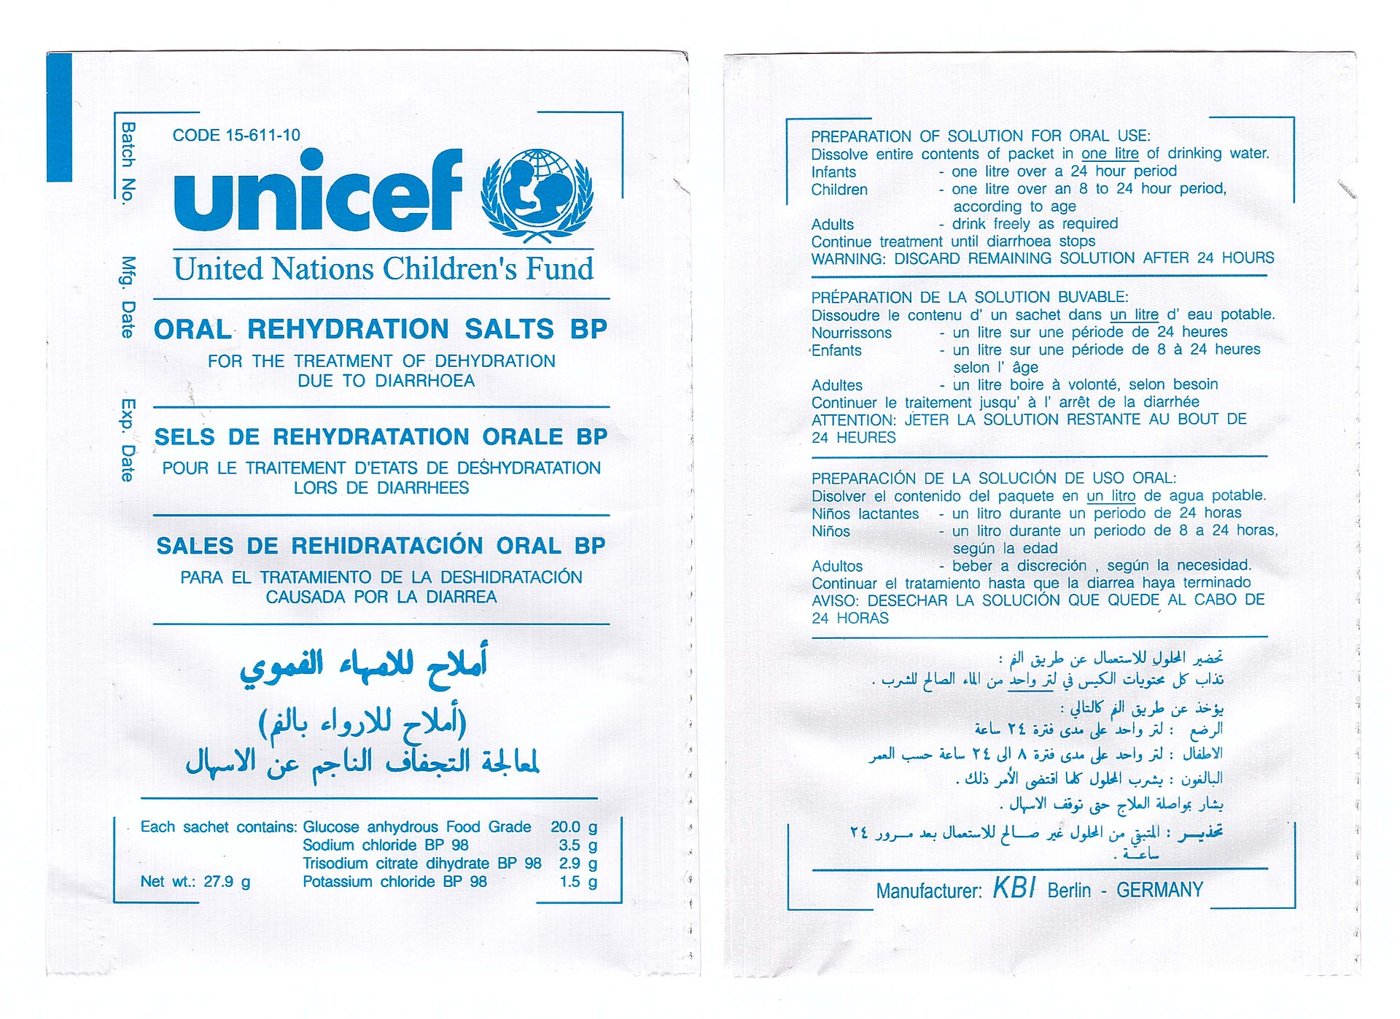 CODE 15-611-10
unicef
United Nations Children's Fund
Batch No. Mfg. Date Exp. Date
ORAL REHYDRATION SALTS BP
FOR THE TREATMENT OF DEHYDRATION
DUE TO DIARRHOEA
SELS DE REHYDRATATION ORALE BP
POUR LE TRAITEMENT D'ETATS DE DESHYDRATATION
LORS DE DIARRHEES
SALES DE REHIDRATACIÓN ORAL BP
PARA EL TRATAMIENTO DE LA DESHIDRATACIÓN
CAUSADA POR LA DIARREA
أملاح للامهاء الفموي
(أملاح للارواء بالفم)
لمعالجة التجفاف الناجم عن الاسهال
Each sachet contains: Glucose anhydrous Food Grade 20.0 g
Sodium chloride BP 98 3.5 g
Trisodium citrate dihydrate BP 98 2.9 g
Net wt.: 27.9 g Potassium chloride BP 98 1.5 g
PREPARATION OF SOLUTION FOR ORAL USE:
Dissolve entire contents of packet in one litre of drinking water.
Infants - one litre over a 24 hour period
Children - one litre over an 8 to 24 hour period,
according to age
Adults - drink freely as required
Continue treatment until diarrhoea stops
WARNING: DISCARD REMAINING SOLUTION AFTER 24 HOURS
PRÉPARATION DE LA SOLUTION BUVABLE:
Dissoudre le contenu d' un sachet dans un litre d' eau potable.
Nourrissons - un litre sur une période de 24 heures
Enfants - un litre sur une période de 8 à 24 heures
selon l' âge
Adultes - un litre boire à volonté, selon besoin
Continuer le traitement jusqu' à l' arrêt de la diarrhée
ATTENTION: JETER LA SOLUTION RESTANTE AU BOUT DE
24 HEURES
PREPARACIÓN DE LA SOLUCIÓN DE USO ORAL:
Disolver el contenido del paquete en un litro de agua potable.
Niños lactantes - un litro durante un periodo de 24 horas
Niños - un litro durante un periodo de 8 a 24 horas,
según la edad
Adultos - beber a discreción , según la necesidad.
Continuar el tratamiento hasta que la diarrea haya terminado
AVISO: DESECHAR LA SOLUCIÓN QUE QUEDE AL CABO DE
24 HORAS
تحضير المحلول للاستعمال عن طريق الفم :
تذاب كل محتويات الكيس في لتر واحد من الماء الصالح للشرب .
يؤخذ عن طريق الفم كالتالي :
الرضع : لتر واحد على مدى فترة ٢٤ ساعة
الاطفال : لتر واحد على مدى فترة ٨ الى ٢٤ ساعة حسب العمر
البالغون : يشرب المحلول كلما اقتضى الأمر ذلك .
يشار بمواصلة العلاج حتى توقف الاسهال .
تحذيـــر : المتبقي من المحلول غير صـــالح للاستعمال بعد مـــرور ٢٤
ساعـــة .
Manufacturer: KBI Berlin - GERMANY